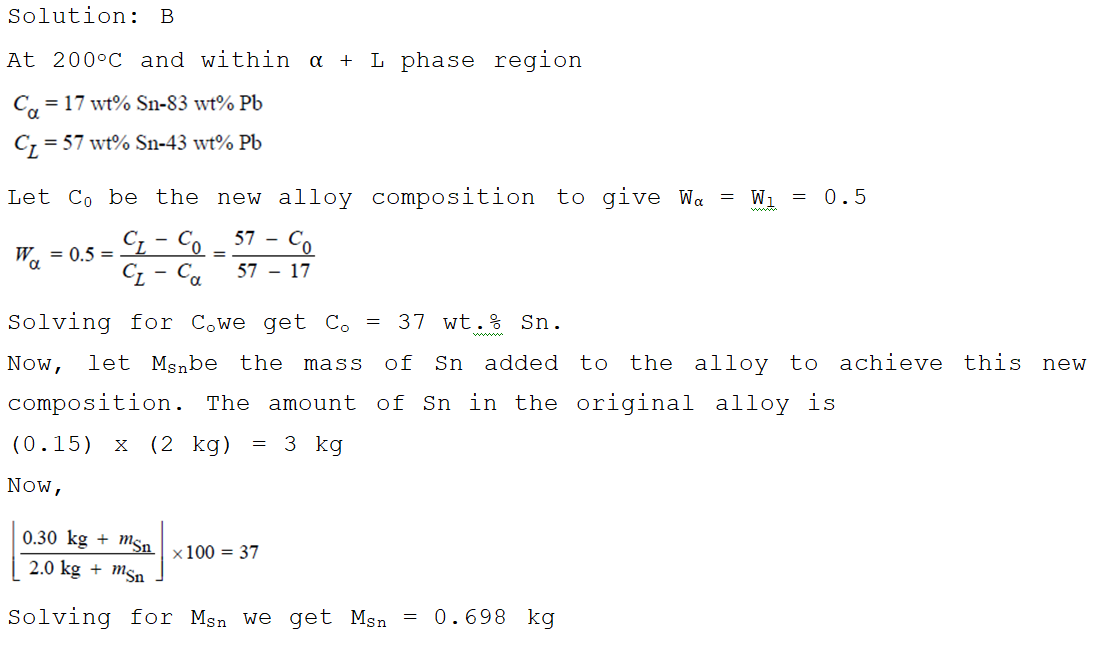 Solution: B
At 200°C and within α + L phase region
Cα = 17 wt% Sn-83 wt% Pb
CL = 57 wt% Sn-43 wt% Pb
Let C₀ be the new alloy composition to give Wα = W₁ = 0.5
Wα = 0.5 = (CL − C₀)/(CL − Cα) = (57 − C₀)/(57 − 17)
Solving for Cₒwe get Cₒ = 37 wt.% Sn.
Now, let MSnbe the mass of Sn added to the alloy to achieve this new
composition. The amount of Sn in the original alloy is
(0.15) x (2 kg) = 3 kg
Now,
⌊(0.30 kg + mSn)/(2.0 kg + mSn)⌋ ×100 = 37
Solving for MSn we get MSn = 0.698 kg